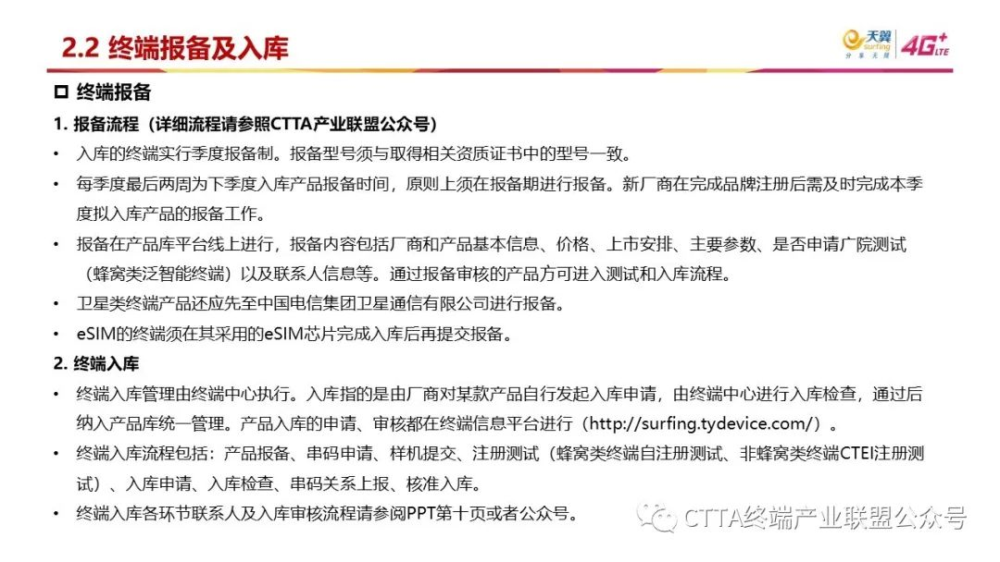 2.2 终端报备及入库
天翼
surfing
分享无限
4G+
LTE
终端报备
1. 报备流程（详细流程请参照CTTA产业联盟公众号）
• 入库的终端实行季度报备制。报备型号须与取得相关资质证书中的型号一致。
• 每季度最后两周为下季度入库产品报备时间，原则上须在报备期进行报备。新厂商在完成品牌注册后需及时完成本季
度拟入库产品的报备工作。
• 报备在产品库平台线上进行，报备内容包括厂商和产品基本信息、价格、上市安排、主要参数、是否申请广院测试
（蜂窝类泛智能终端）以及联系人信息等。通过报备审核的产品方可进入测试和入库流程。
• 卫星类终端产品还应先至中国电信集团卫星通信有限公司进行报备。
• eSIM的终端须在其采用的eSIM芯片完成入库后再提交报备。
2. 终端入库
• 终端入库管理由终端中心执行。入库指的是由厂商对某款产品自行发起入库申请，由终端中心进行入库检查，通过后
纳入产品库统一管理。产品入库的申请、审核都在终端信息平台进行（http://surfing.tydevice.com/）。
• 终端入库流程包括：产品报备、串码申请、样机提交、注册测试（蜂窝类终端自注册测试、非蜂窝类终端CTEI注册测
试）、入库申请、入库检查、串码关系上报、核准入库。
• 终端入库各环节联系人及入库审核流程请参阅PPT第十页或者公众号。
CTTA终端产业联盟公众号